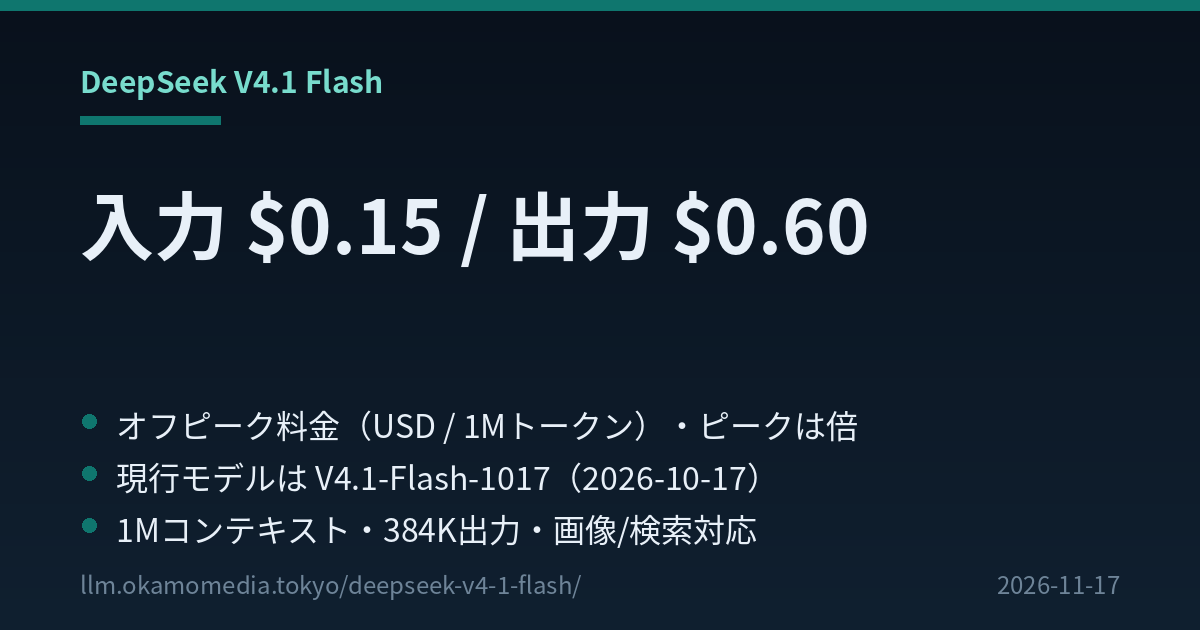 DeepSeek V4.1 Flash
入力 $0.15 / 出力 $0.60
オフピーク料金（USD / 1Mトークン）・ピークは倍
現行モデルは V4.1-Flash-1017（2026-10-17）
1Mコンテキスト・384K出力・画像/検索対応
llm.okamomedia.tokyo/deepseek-v4-1-flash/
2026-11-17